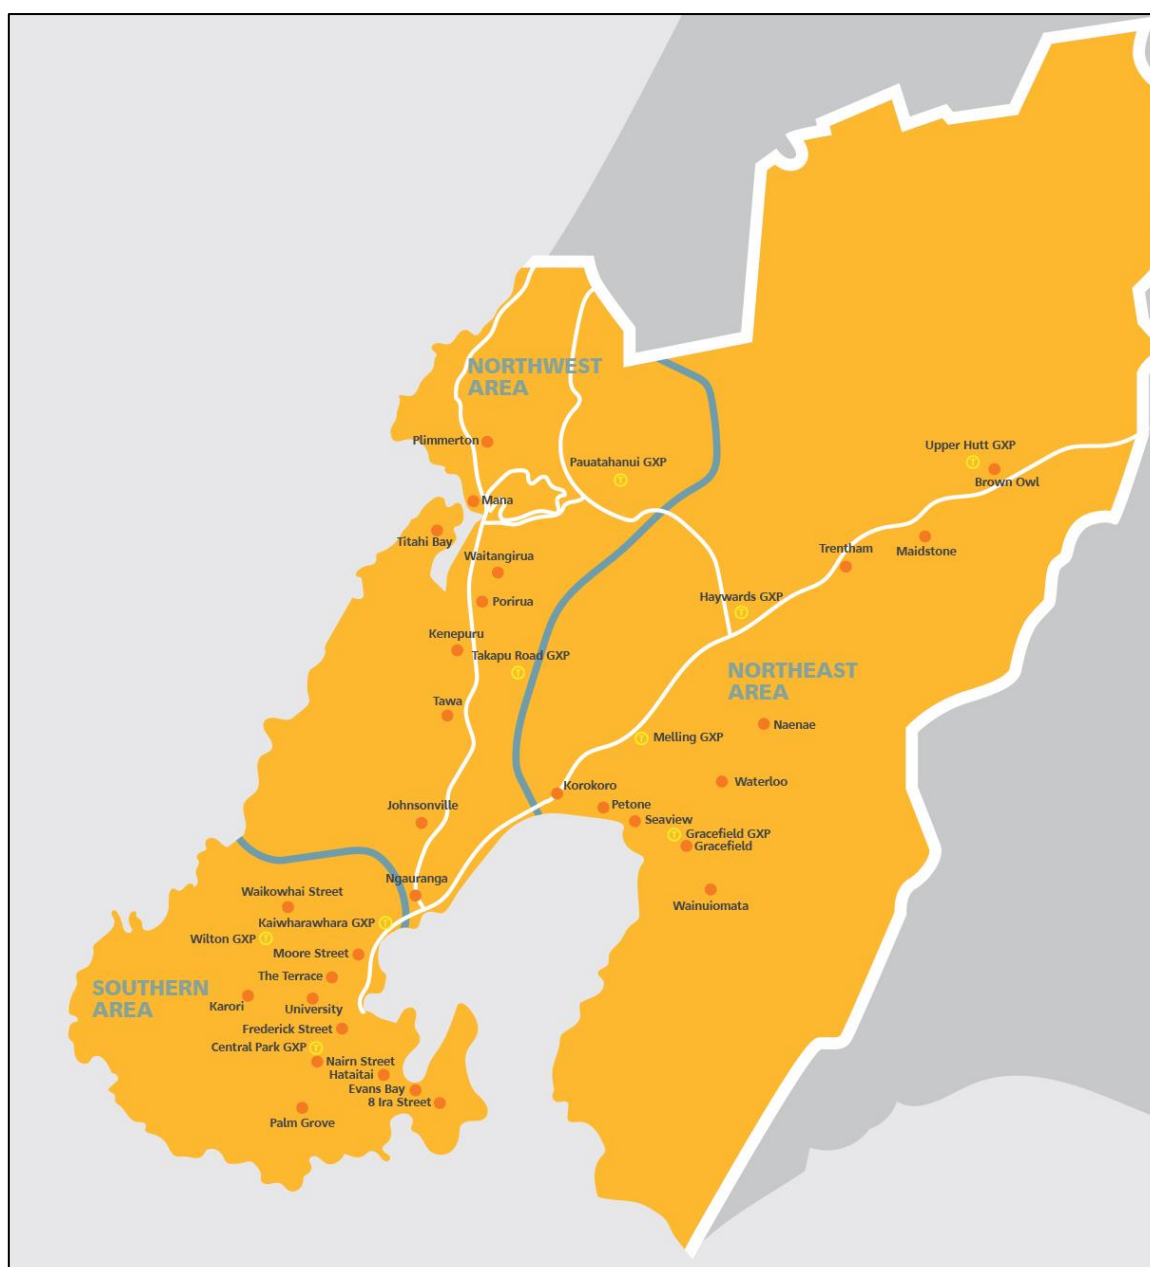 NORTHWEST
AREA
Plimmerton
Pauatahanui GXP
Upper Hutt GXP
Brown Owl
Mana
Titahi Bay
Waitangirua
Trentham
Maidstone
Porirua
Haywards GXP
Kenepuru
Takapu Road GXP
NORTHEAST
AREA
Tawa
Naenae
Melling GXP
Waterloo
Korokoro
Johnsonville
Petone
Seaview
Gracefield GXP
Gracefield
Ngauranga
Wainuiomata
Waikowhai Street
Kaiwharawhara GXP
Wilton GXP
Moore Street
The Terrace
SOUTHERN
AREA
Karori
University
Frederick Street
Central Park GXP
Nairn Street
Hataitai
Evans Bay
8 Ira Street
Palm Grove